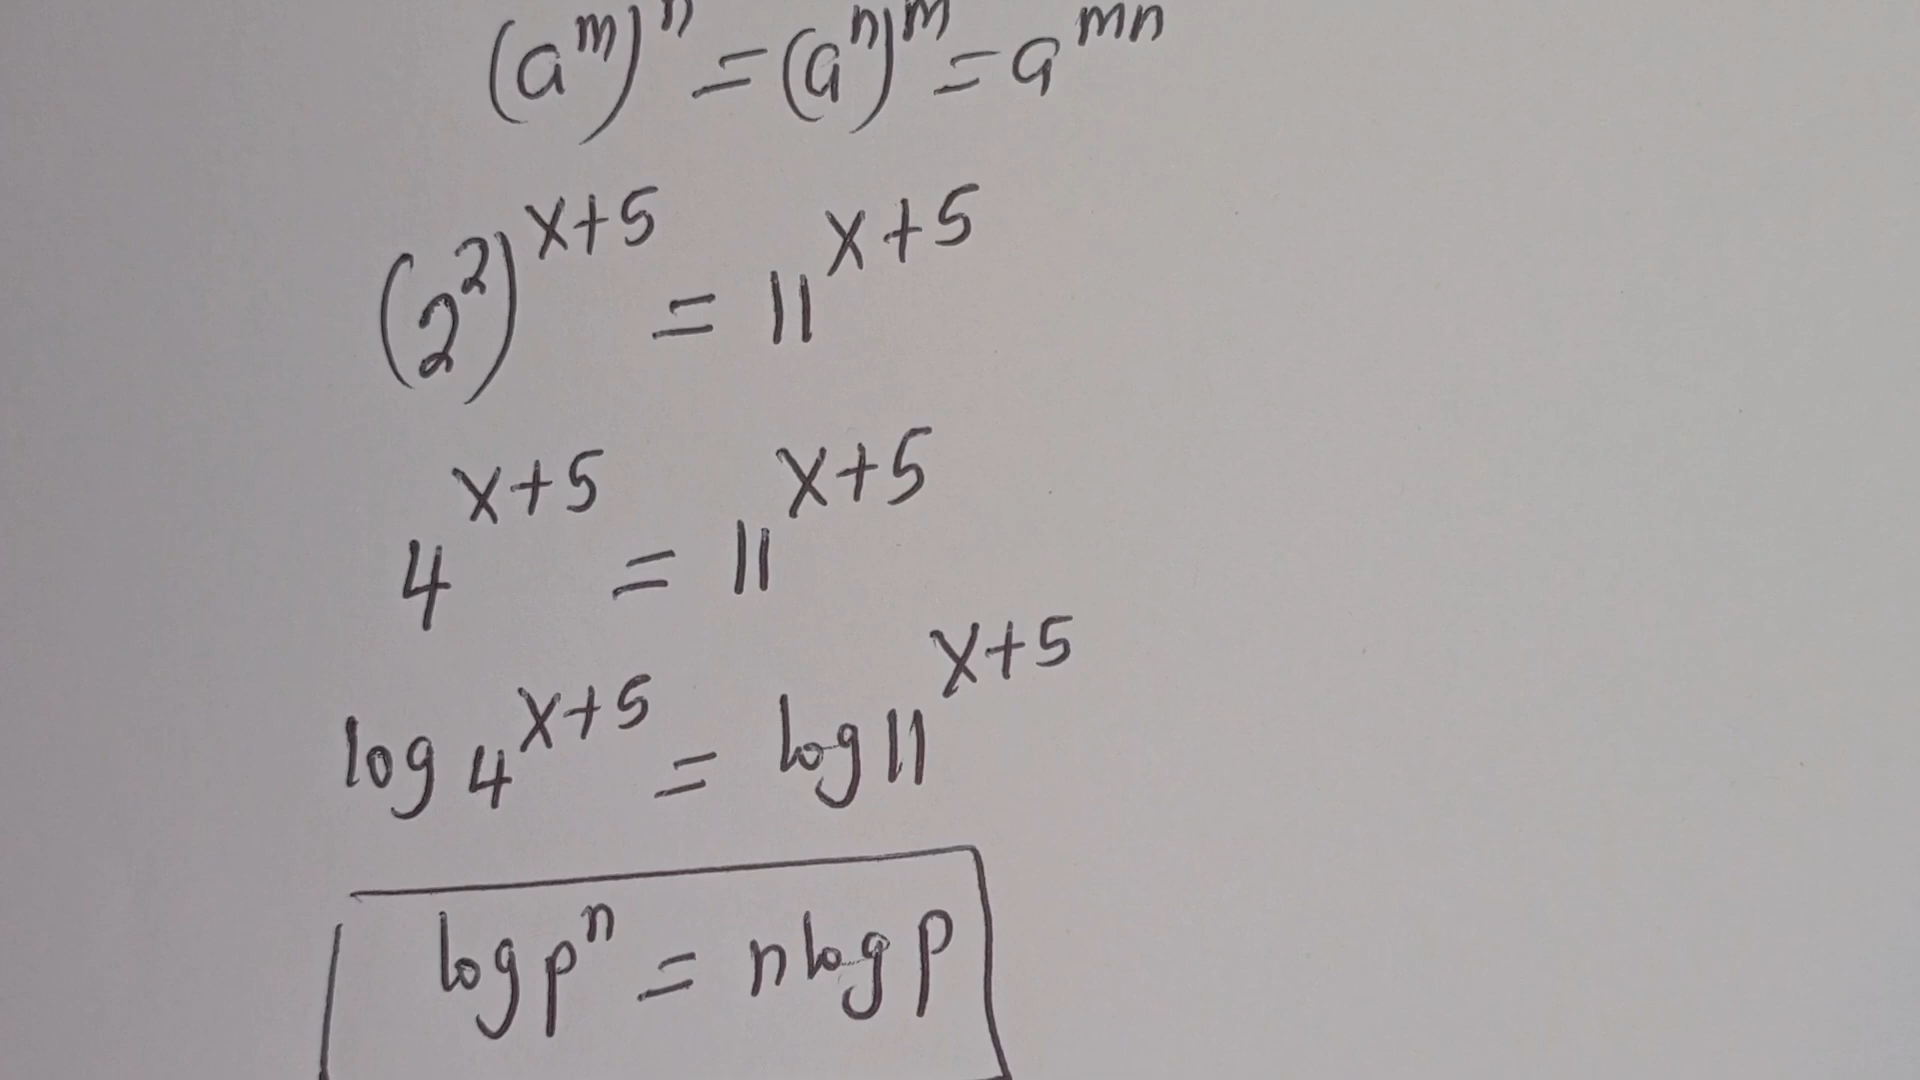 (a^m)^n = (a^n)^m = a^mn
(2^2)^x+5 = 11^x+5
4^x+5 = 11^x+5
log 4^x+5 = log 11^x+5
log p^n = n log p